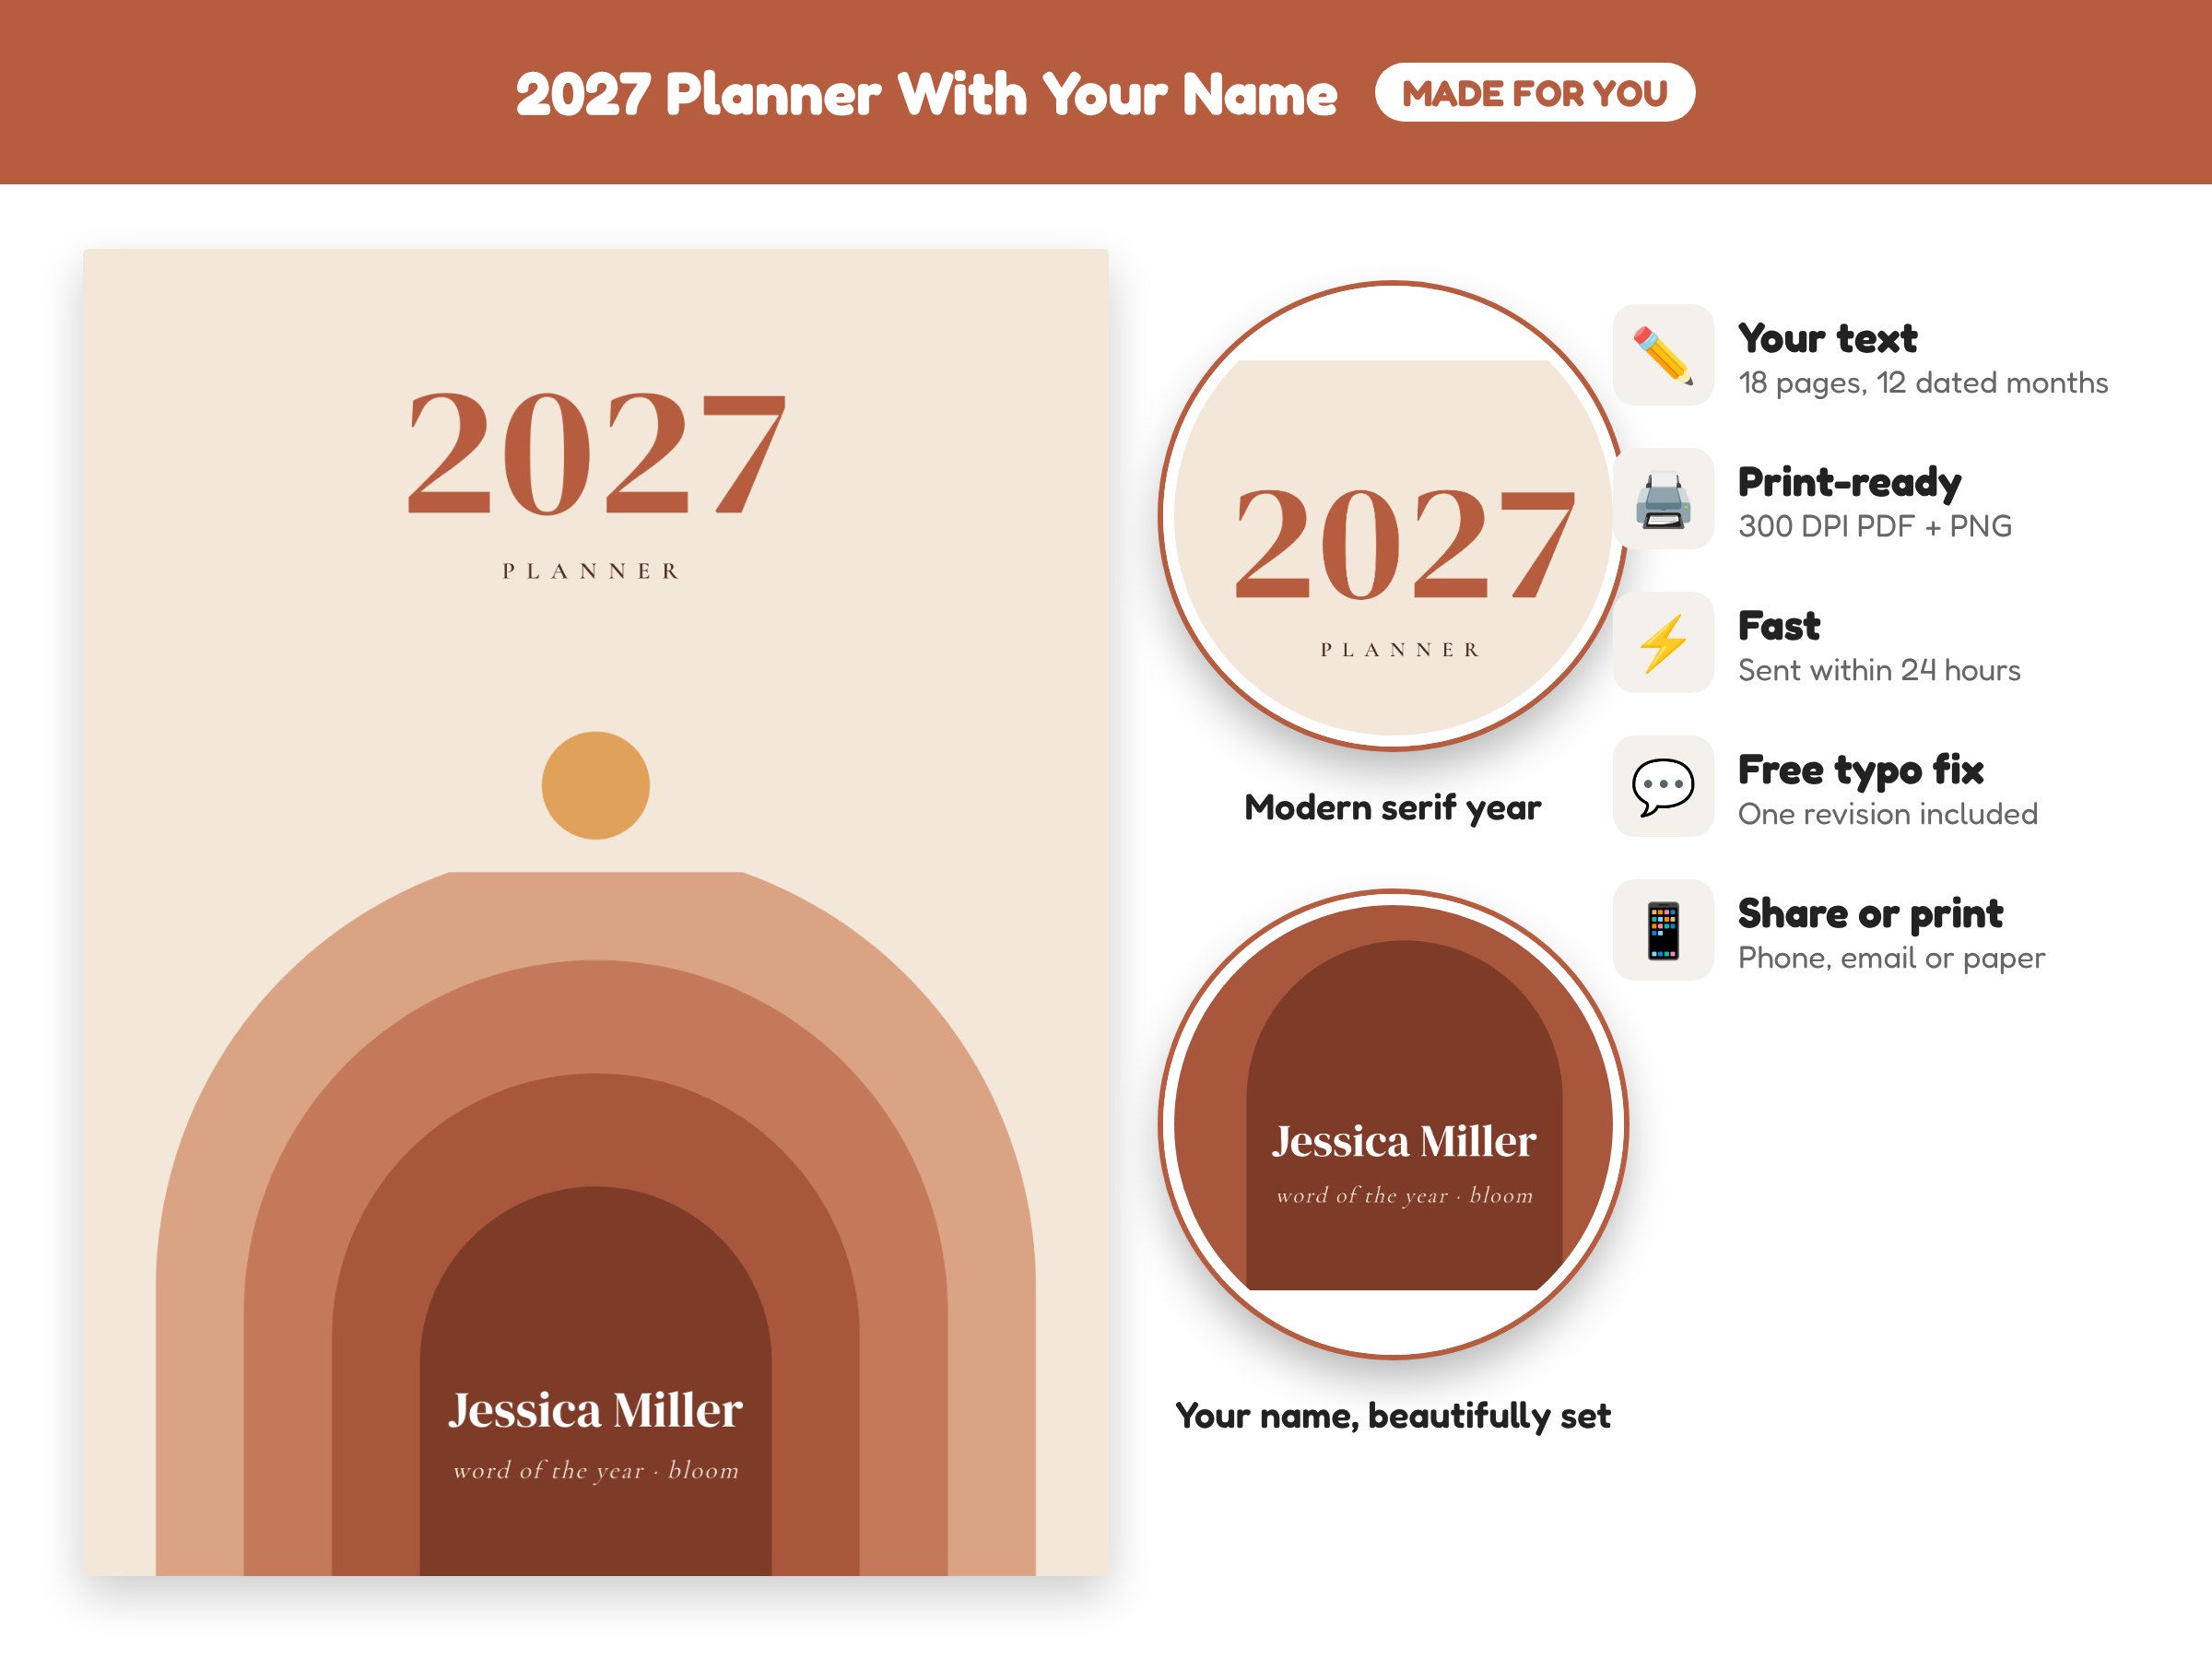 2027 Planner With Your Name
MADE FOR YOU
2027
PLANNER
Jessica Miller
word of the year · bloom
2027
PLANNER
Modern serif year
Jessica Miller
word of the year · bloom
Your name, beautifully set
Your text
18 pages, 12 dated months
Print-ready
300 DPI PDF + PNG
Fast
Sent within 24 hours
Free typo fix
One revision included
Share or print
Phone, email or paper